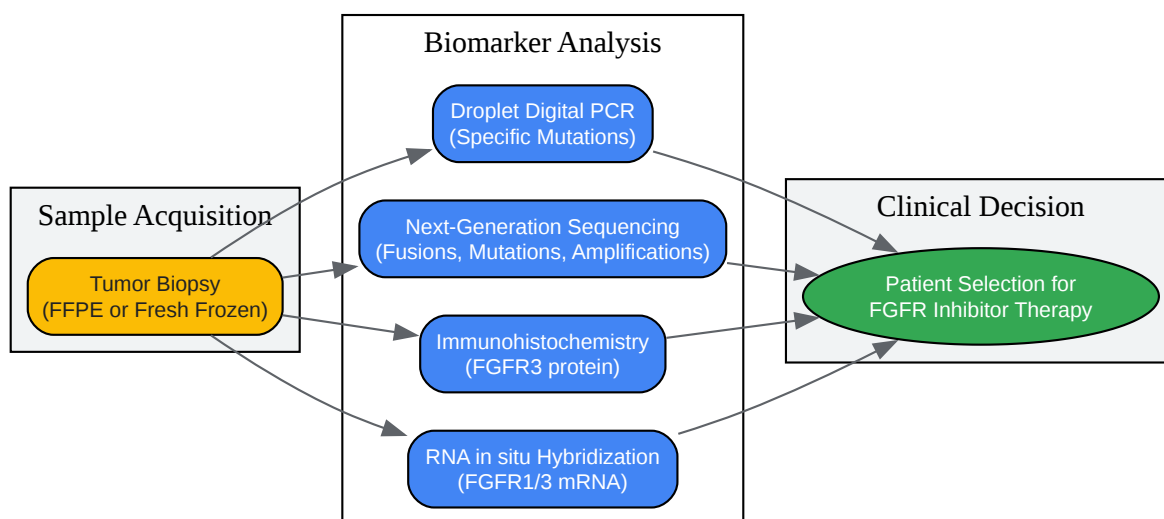 Sample Acquisition
Tumor Biopsy
(FFPE or Fresh Frozen)
Biomarker Analysis
Droplet Digital PCR
(Specific Mutations)
Next-Generation Sequencing
(Fusions, Mutations, Amplifications)
Immunohistochemistry
(FGFR3 protein)
RNA in situ Hybridization
(FGFR1/3 mRNA)
Clinical Decision
Patient Selection for
FGFR Inhibitor Therapy